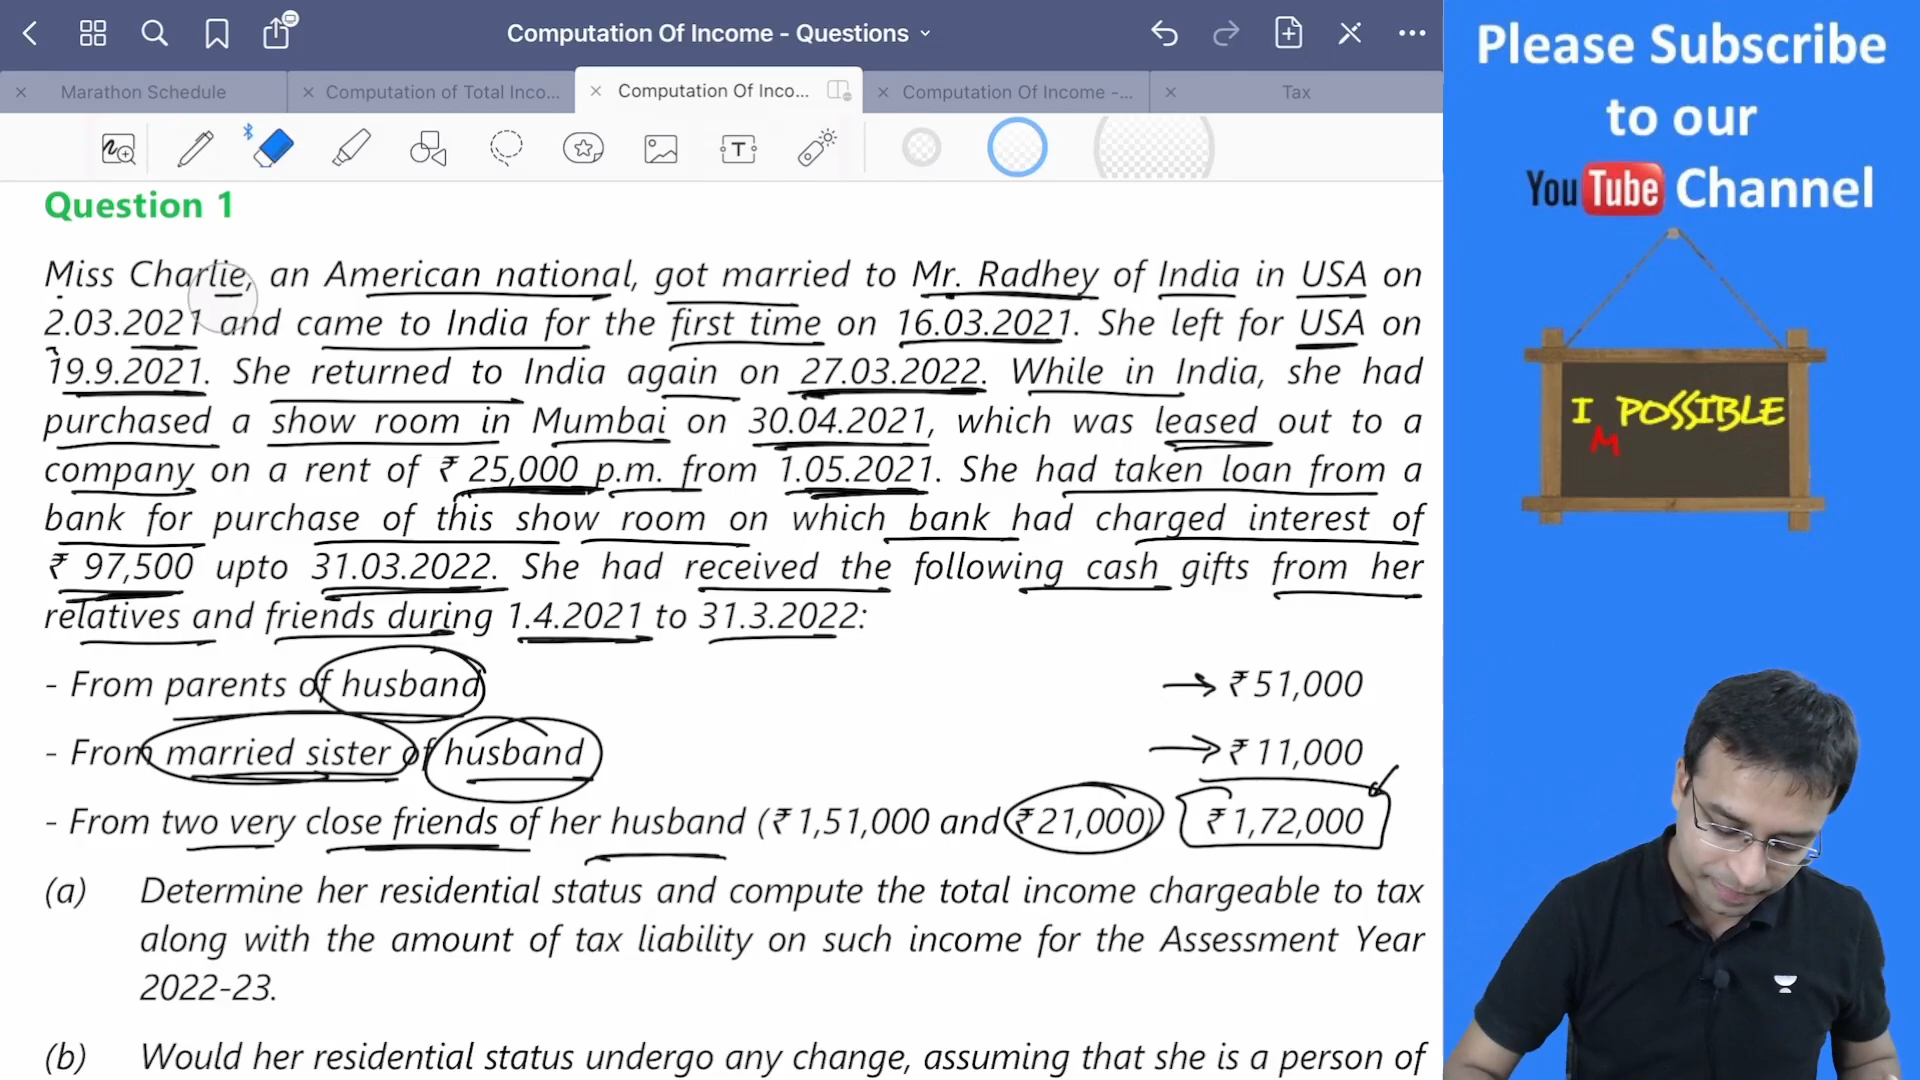 Computation Of Income - Questions
Marathon Schedule
Computation of Total Inco...
Computation Of Inco...
Computation Of Income -...
Tax
Question 1
Miss Charlie, an American national, got married to Mr. Radhey of India in USA on
2.03.2021 and came to India for the first time on 16.03.2021. She left for USA on
19.9.2021. She returned to India again on 27.03.2022. While in India, she had
purchased a show room in Mumbai on 30.04.2021, which was leased out to a
company on a rent of ₹ 25,000 p.m. from 1.05.2021. She had taken loan from a
bank for purchase of this show room on which bank had charged interest of
₹ 97,500 upto 31.03.2022. She had received the following cash gifts from her
relatives and friends during 1.4.2021 to 31.3.2022:
- From parents of husband ₹ 51,000
- From married sister of husband ₹ 11,000
- From two very close friends of her husband (₹ 1,51,000 and ₹ 21,000) ₹ 1,72,000
(a) Determine her residential status and compute the total income chargeable to tax
along with the amount of tax liability on such income for the Assessment Year
2022-23.
(b) Would her residential status undergo any change, assuming that she is a person of
Please Subscribe
to our
YouTube Channel
I POSSIBLE
M